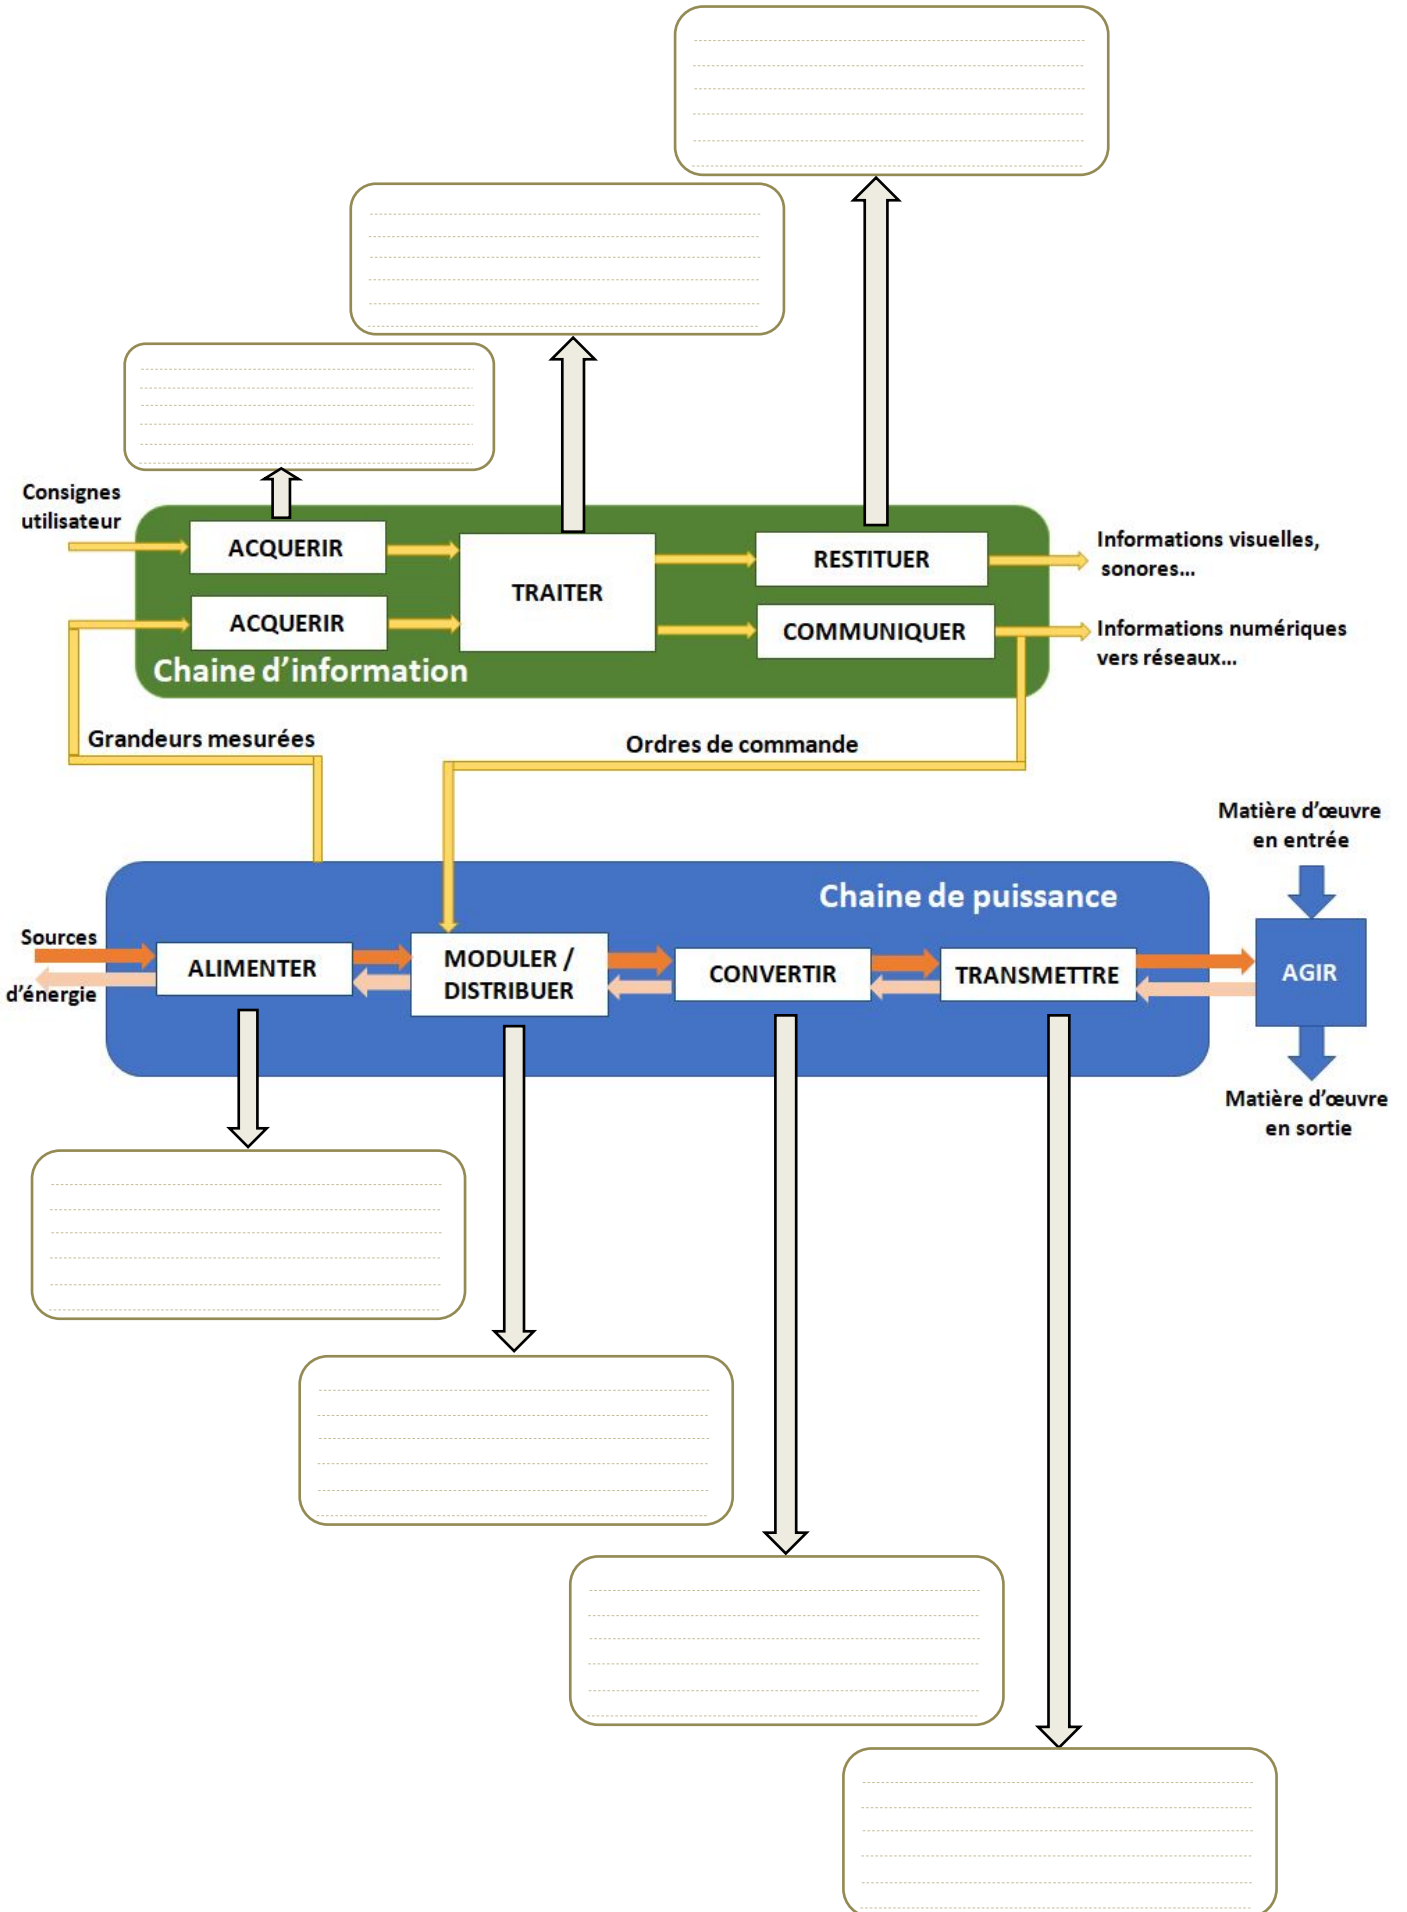 Consignes
utilisateur
ACQUERIR
ACQUERIR
TRAITER
RESTITUER
COMMUNIQUER
Informations visuelles,
sonores...
Informations numériques
vers réseaux...
Chaine d'information
Grandeurs mesurées
Ordres de commande
Matière d'œuvre
en entrée
Chaine de puissance
Sources
d'énergie
ALIMENTER
MODULER /
DISTRIBUER
CONVERTIR
TRANSMETTRE
AGIR
Matière d'œuvre
en sortie